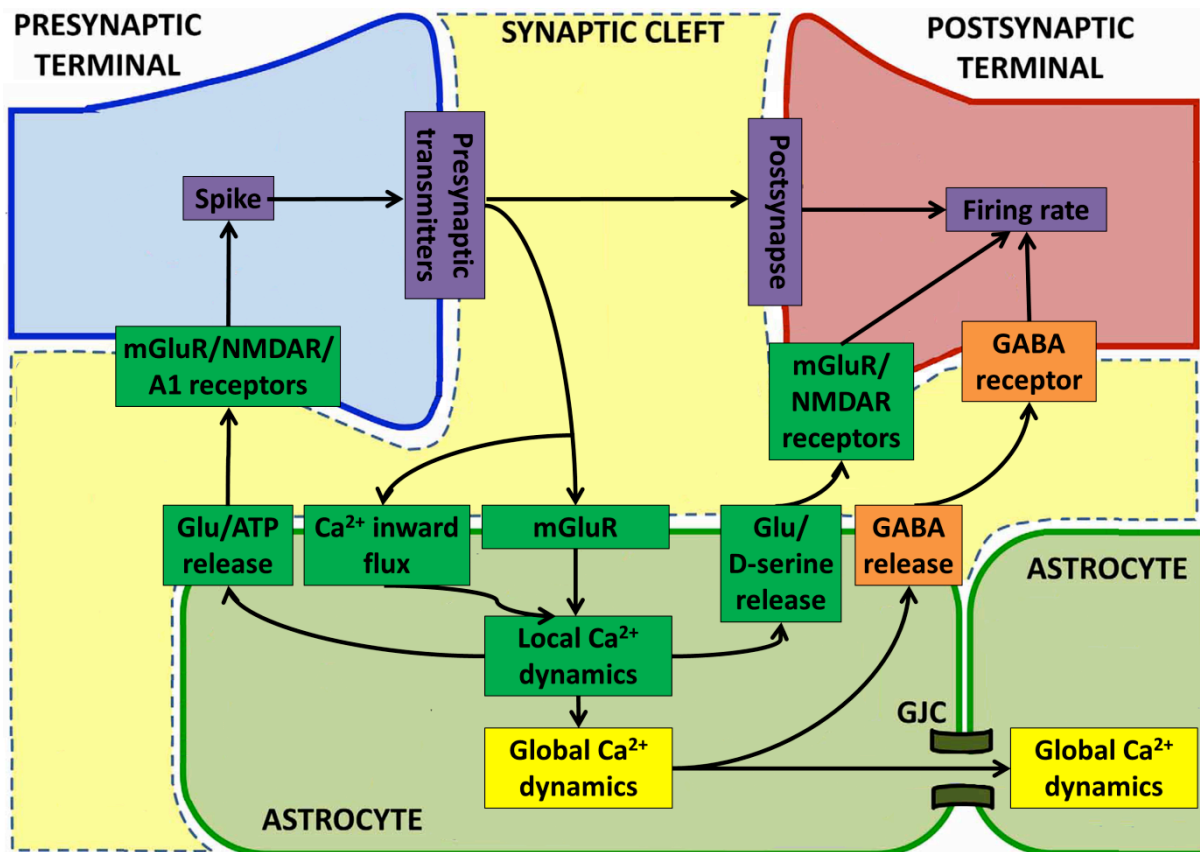 PRESYNAPTIC
TERMINAL
SYNAPTIC CLEFT
POSTSYNAPTIC
TERMINAL
Spike
Presynaptic
transmitters
Postsynapse
Firing rate
mGluR/NMDAR/
A1 receptors
mGluR/
NMDAR
receptors
GABA
receptor
Glu/ATP
release
Ca²⁺ inward
flux
mGluR
Glu/
D-serine
release
GABA
release
ASTROCYTE
Local Ca²⁺
dynamics
GJC
Global Ca²⁺
dynamics
Global Ca²⁺
dynamics
ASTROCYTE